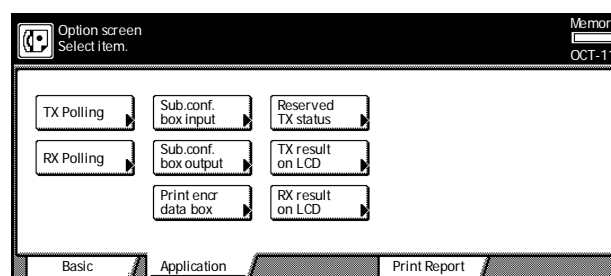 Option screen
Select item.
Memor
OCT-11
TX Polling
Sub.conf.
box input
Reserved
TX status
RX Polling
Sub.conf.
box output
TX result
on LCD
Print encr
data box
RX result
on LCD
Basic
Application
Print Report